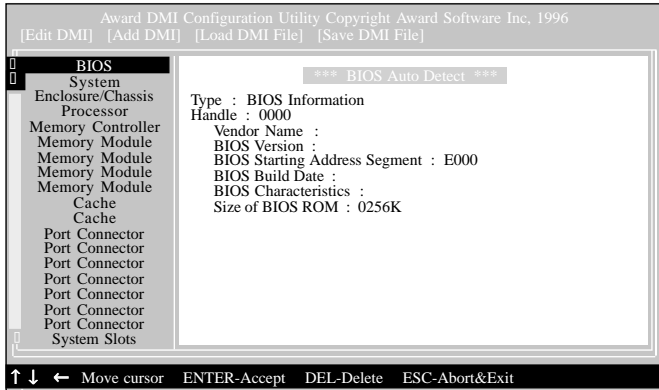 Award DMI Configuration Utility Copyright Award Software Inc, 1996
[Edit DMI] [Add DMI] [Load DMI File] [Save DMI File]
BIOS
System
Enclosure/Chassis
Processor
Memory Controller
Memory Module
Memory Module
Memory Module
Memory Module
Cache
Cache
Port Connector
Port Connector
Port Connector
Port Connector
Port Connector
Port Connector
Port Connector
System Slots
*** BIOS Auto Detect ***
Type : BIOS Information
Handle : 0000
Vendor Name :
BIOS Version :
BIOS Starting Address Segment : E000
BIOS Build Date :
BIOS Characteristics :
Size of BIOS ROM : 0256K
↑ ↓ ← Move cursor ENTER-Accept DEL-Delete ESC-Abort&Exit